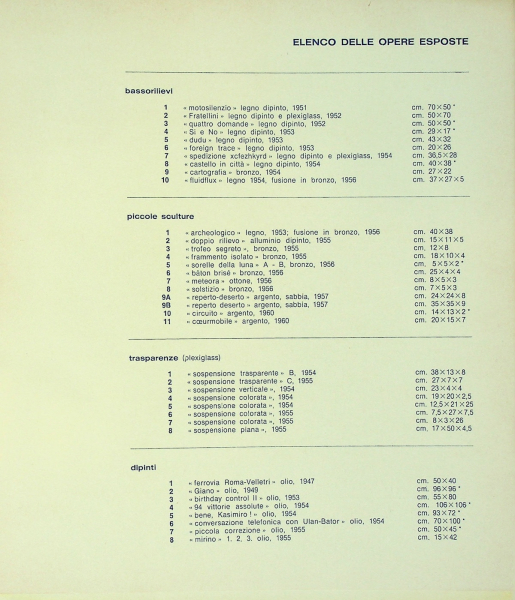 ELENCO DELLE OPERE ESPOSTE
bassorilievi
1 « motosilenzio » legno dipinto, 1951 cm. 70×50 *
2 « Fratellini » legno dipinto e plexiglass, 1952 cm. 50×70
3 « quattro domande » legno dipinto, 1952 cm. 50×50 *
4 « Si e No » legno dipinto, 1953 cm. 29×17 *
5 « dudu » legno dipinto, 1953 cm. 43×32
6 « foreign trace » legno dipinto, 1953 cm. 20×26
7 « spedizione xcfezhkyrd » legno dipinto e plexiglass, 1954 cm. 36,5×28
8 « castello in città » legno dipinto, 1954 cm. 40×38 *
9 « cartografia » bronzo, 1954 cm. 27×22
10 « fluidflux » legno 1954, fusione in bronzo, 1956 cm. 37×27×5
piccole sculture
1 « archeologico » legno, 1953; fusione in bronzo, 1956 cm. 40×38
2 « doppio rilievo » alluminio dipinto, 1955 cm. 15×11×5
3 « trofeo segreto », bronzo, 1955 cm. 12×8
4 « frammento isolato » bronzo, 1955 cm. 18×10×4
5 « sorelle della luna » A - B, bronzo, 1956 cm. 5×5×2 *
6 « bâton brisé » bronzo, 1956 cm. 25×4×4
7 « meteora » ottone, 1956 cm. 8×5×3
8 « solstizio » bronzo, 1956 cm. 7×5×3
9A « reperto-deserto » argento, sabbia, 1957 cm. 24×24×8
9B « reperto deserto » argento, sabbia, 1957 cm. 35×35×9
10 « circuito » argento, 1960 cm. 14×13×2 *
11 « cœurmobile » argento, 1960 cm. 20×15×7
trasparenze (plexiglass)
1 « sospensione trasparente » B, 1954 cm. 38×13×8
2 « sospensione trasparente » C, 1955 cm. 27×7×7
3 « sospensione verticale », 1954 cm. 23×4×4
4 « sospensione colorata », 1954 cm. 19×20×2,5
5 « sospensione colorata », 1954 cm. 12,5×21×25
6 « sospensione colorata », 1955 cm. 7,5×27×7,5
7 « sospensione colorata », 1955 cm. 8×3×26
8 « sospensione piana », 1955 cm. 17×50×4,5
dipinti
1 « ferrovia Roma-Velletri » olio, 1947 cm. 50×40
2 « Giano » olio, 1949 cm. 96×96 *
3 « birthday control II » olio, 1953 cm. 55×80
4 « 94 vittorie assolute » olio, 1954 cm. 106×106 *
5 « bene, Kasimiro ! » olio, 1954 cm. 93×72 *
6 « conversazione telefonica con Ulan-Bator » olio, 1954 cm. 70×100 *
7 « piccola correzione » olio, 1955 cm. 50×45 *
8 « mirino » 1. 2, 3. olio, 1955 cm. 15×42